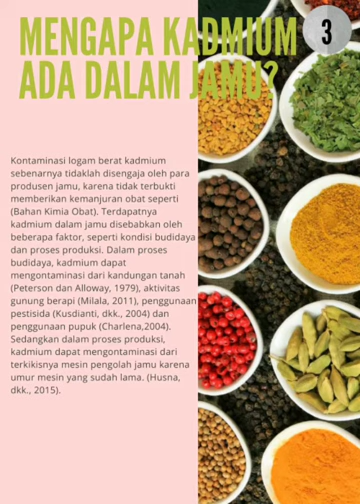 MENGAPA KADMIUM
3
ADA DALAM JAMU?
Kontaminasi logam berat kadmium
sebenarnya tidaklah disengaja oleh para
produsen jamu, karena tidak terbukti
memberikan kemanjuran obat seperti
(Bahan Kimia Obat). Terdapatnya
kadmium dalam jamu disebabkan oleh
beberapa faktor, seperti kondisi budidaya
dan proses produksi. Dalam proses
budidaya, kadmium dapat
mengontaminasi dari kandungan tanah
(Peterson dan Alloway, 1979), aktivitas
gunung berapi (Milala, 2011), penggunaan
pestisida (Kusdianti, dkk., 2004) dan
penggunaan pupuk (Charlena,2004).
Sedangkan dalam proses produksi,
kadmium dapat mengontaminasi dari
terkikisnya mesin pengolah jamu karena
umur mesin yang sudah lama. (Husna,
dkk., 2015).